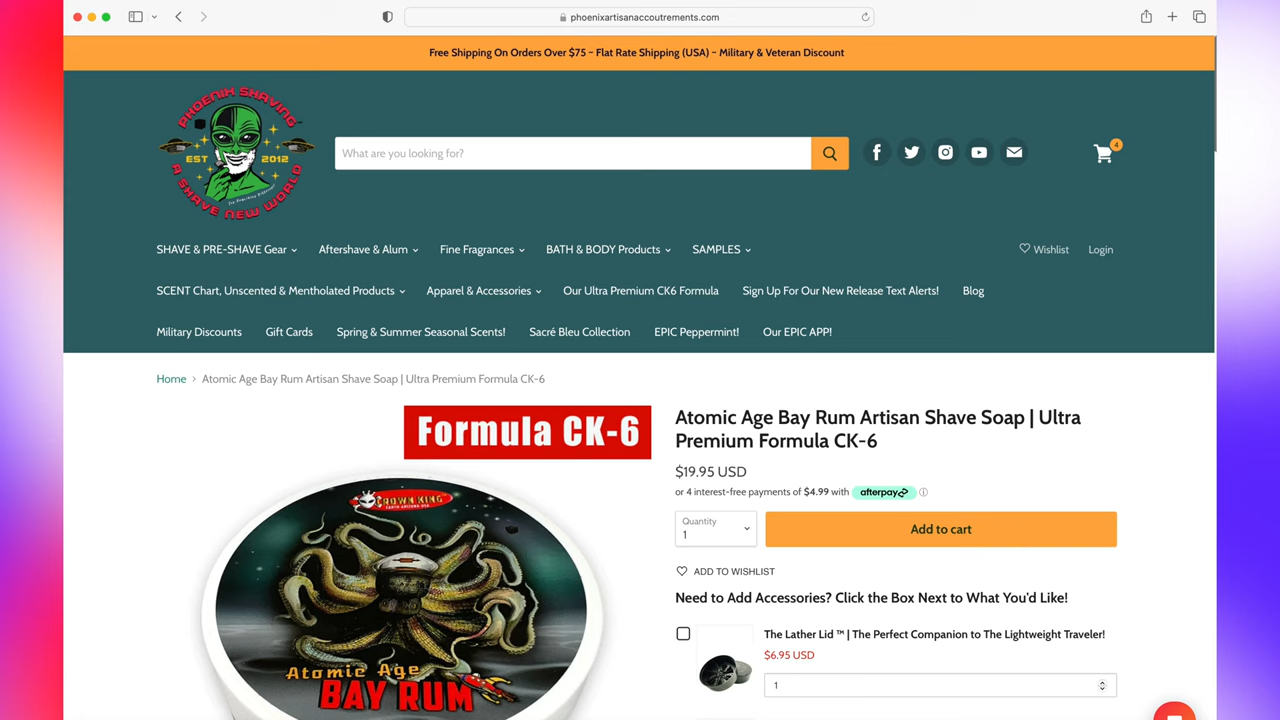 phoenixartisanaccoutrements.com
Free Shipping On Orders Over $75 ~ Flat Rate Shipping (USA) ~ Military & Veteran Discount
PHOENIX SHAVING
EST 2012
A SHAVE NEW WORLD
What are you looking for?
4
SHAVE & PRE-SHAVE Gear
Aftershave & Alum
Fine Fragrances
BATH & BODY Products
SAMPLES
Wishlist
Login
SCENT Chart, Unscented & Mentholated Products
Apparel & Accessories
Our Ultra Premium CK6 Formula
Sign Up For Our New Release Text Alerts!
Blog
Military Discounts
Gift Cards
Spring & Summer Seasonal Scents!
Sacré Bleu Collection
EPIC Peppermint!
Our EPIC APP!
Home > Atomic Age Bay Rum Artisan Shave Soap | Ultra Premium Formula CK-6
Formula CK-6
CROWN KING
Atomic Age
BAY RUM
Atomic Age Bay Rum Artisan Shave Soap | Ultra
Premium Formula CK-6
$19.95 USD
or 4 interest-free payments of $4.99 with afterpay
Quantity
1
Add to cart
ADD TO WISHLIST
Need to Add Accessories? Click the Box Next to What You'd Like!
The Lather Lid ™ | The Perfect Companion to The Lightweight Traveler!
$6.95 USD
1